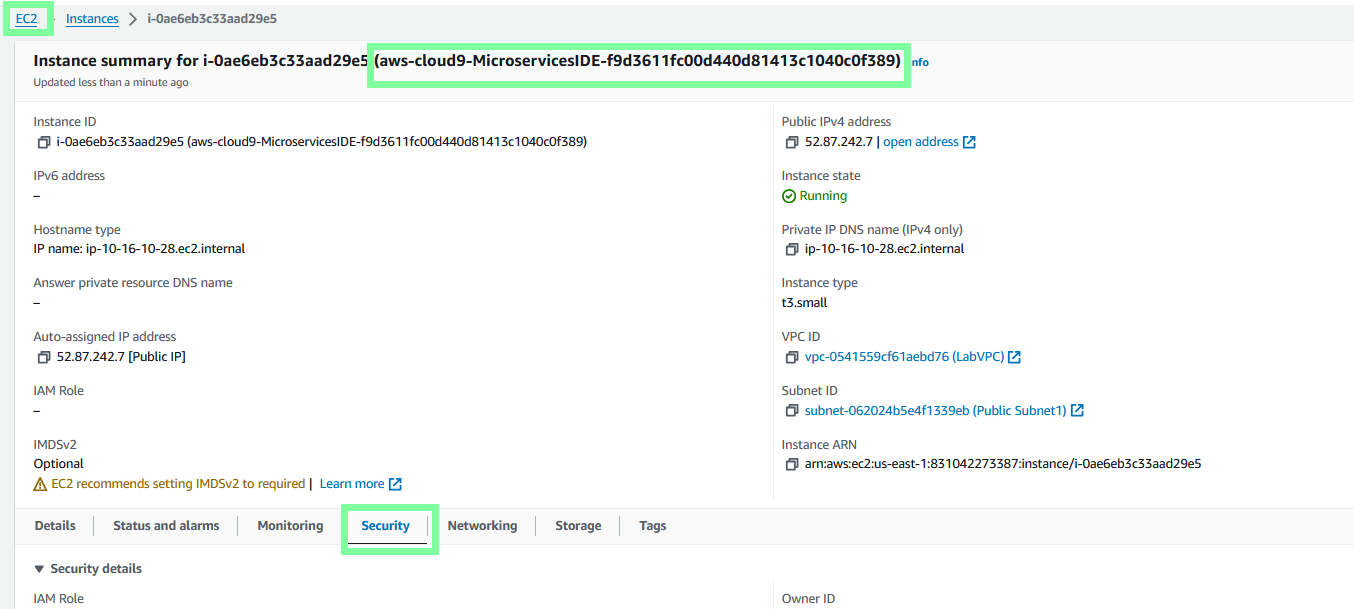 EC2 > Instances > i-0ae6eb3c33aad29e5
Instance summary for i-0ae6eb3c33aad29e5 (aws-cloud9-MicroservicesIDE-f9d3611fc00d440d81413c1040c0f389) nfo
Updated less than a minute ago
Instance ID
i-0ae6eb3c33aad29e5 (aws-cloud9-MicroservicesIDE-f9d3611fc00d440d81413c1040c0f389)
Public IPv4 address
52.87.242.7 | open address
IPv6 address
–
Instance state
Running
Hostname type
IP name: ip-10-16-10-28.ec2.internal
Private IP DNS name (IPv4 only)
ip-10-16-10-28.ec2.internal
Answer private resource DNS name
–
Instance type
t3.small
Auto-assigned IP address
52.87.242.7 [Public IP]
VPC ID
vpc-0541559cf61aebd76 (LabVPC)
IAM Role
–
Subnet ID
subnet-062024b5e4f1339eb (Public Subnet1)
IMDSv2
Optional
EC2 recommends setting IMDSv2 to required | Learn more
Instance ARN
arn:aws:ec2:us-east-1:831042273387:instance/i-0ae6eb3c33aad29e5
Details | Status and alarms | Monitoring | Security | Networking | Storage | Tags
Security details
IAM Role
Owner ID